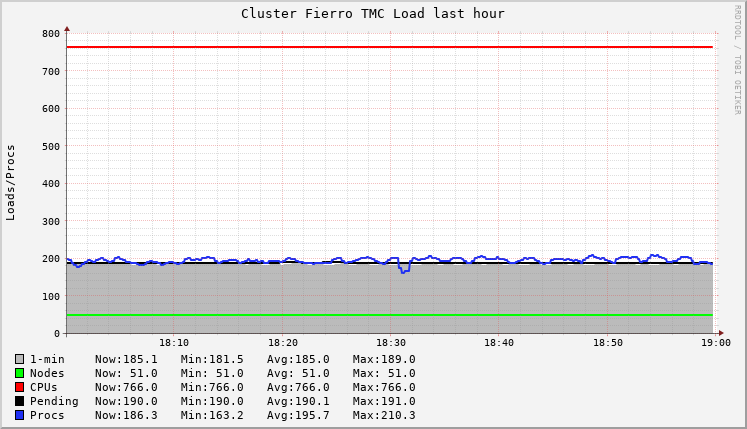 Cluster Fierro TMC Load last hour
RRDTOOL / TOBI OETIKER
Loads/Procs
800
700
600
500
400
300
200
100
0
18:10 18:20 18:30 18:40 18:50 19:00
1-min Now:185.1 Min:181.5 Avg:185.0 Max:189.0
Nodes Now: 51.0 Min: 51.0 Avg: 51.0 Max: 51.0
CPUs Now:766.0 Min:766.0 Avg:766.0 Max:766.0
Pending Now:190.0 Min:190.0 Avg:190.1 Max:191.0
Procs Now:186.3 Min:163.2 Avg:195.7 Max:210.3